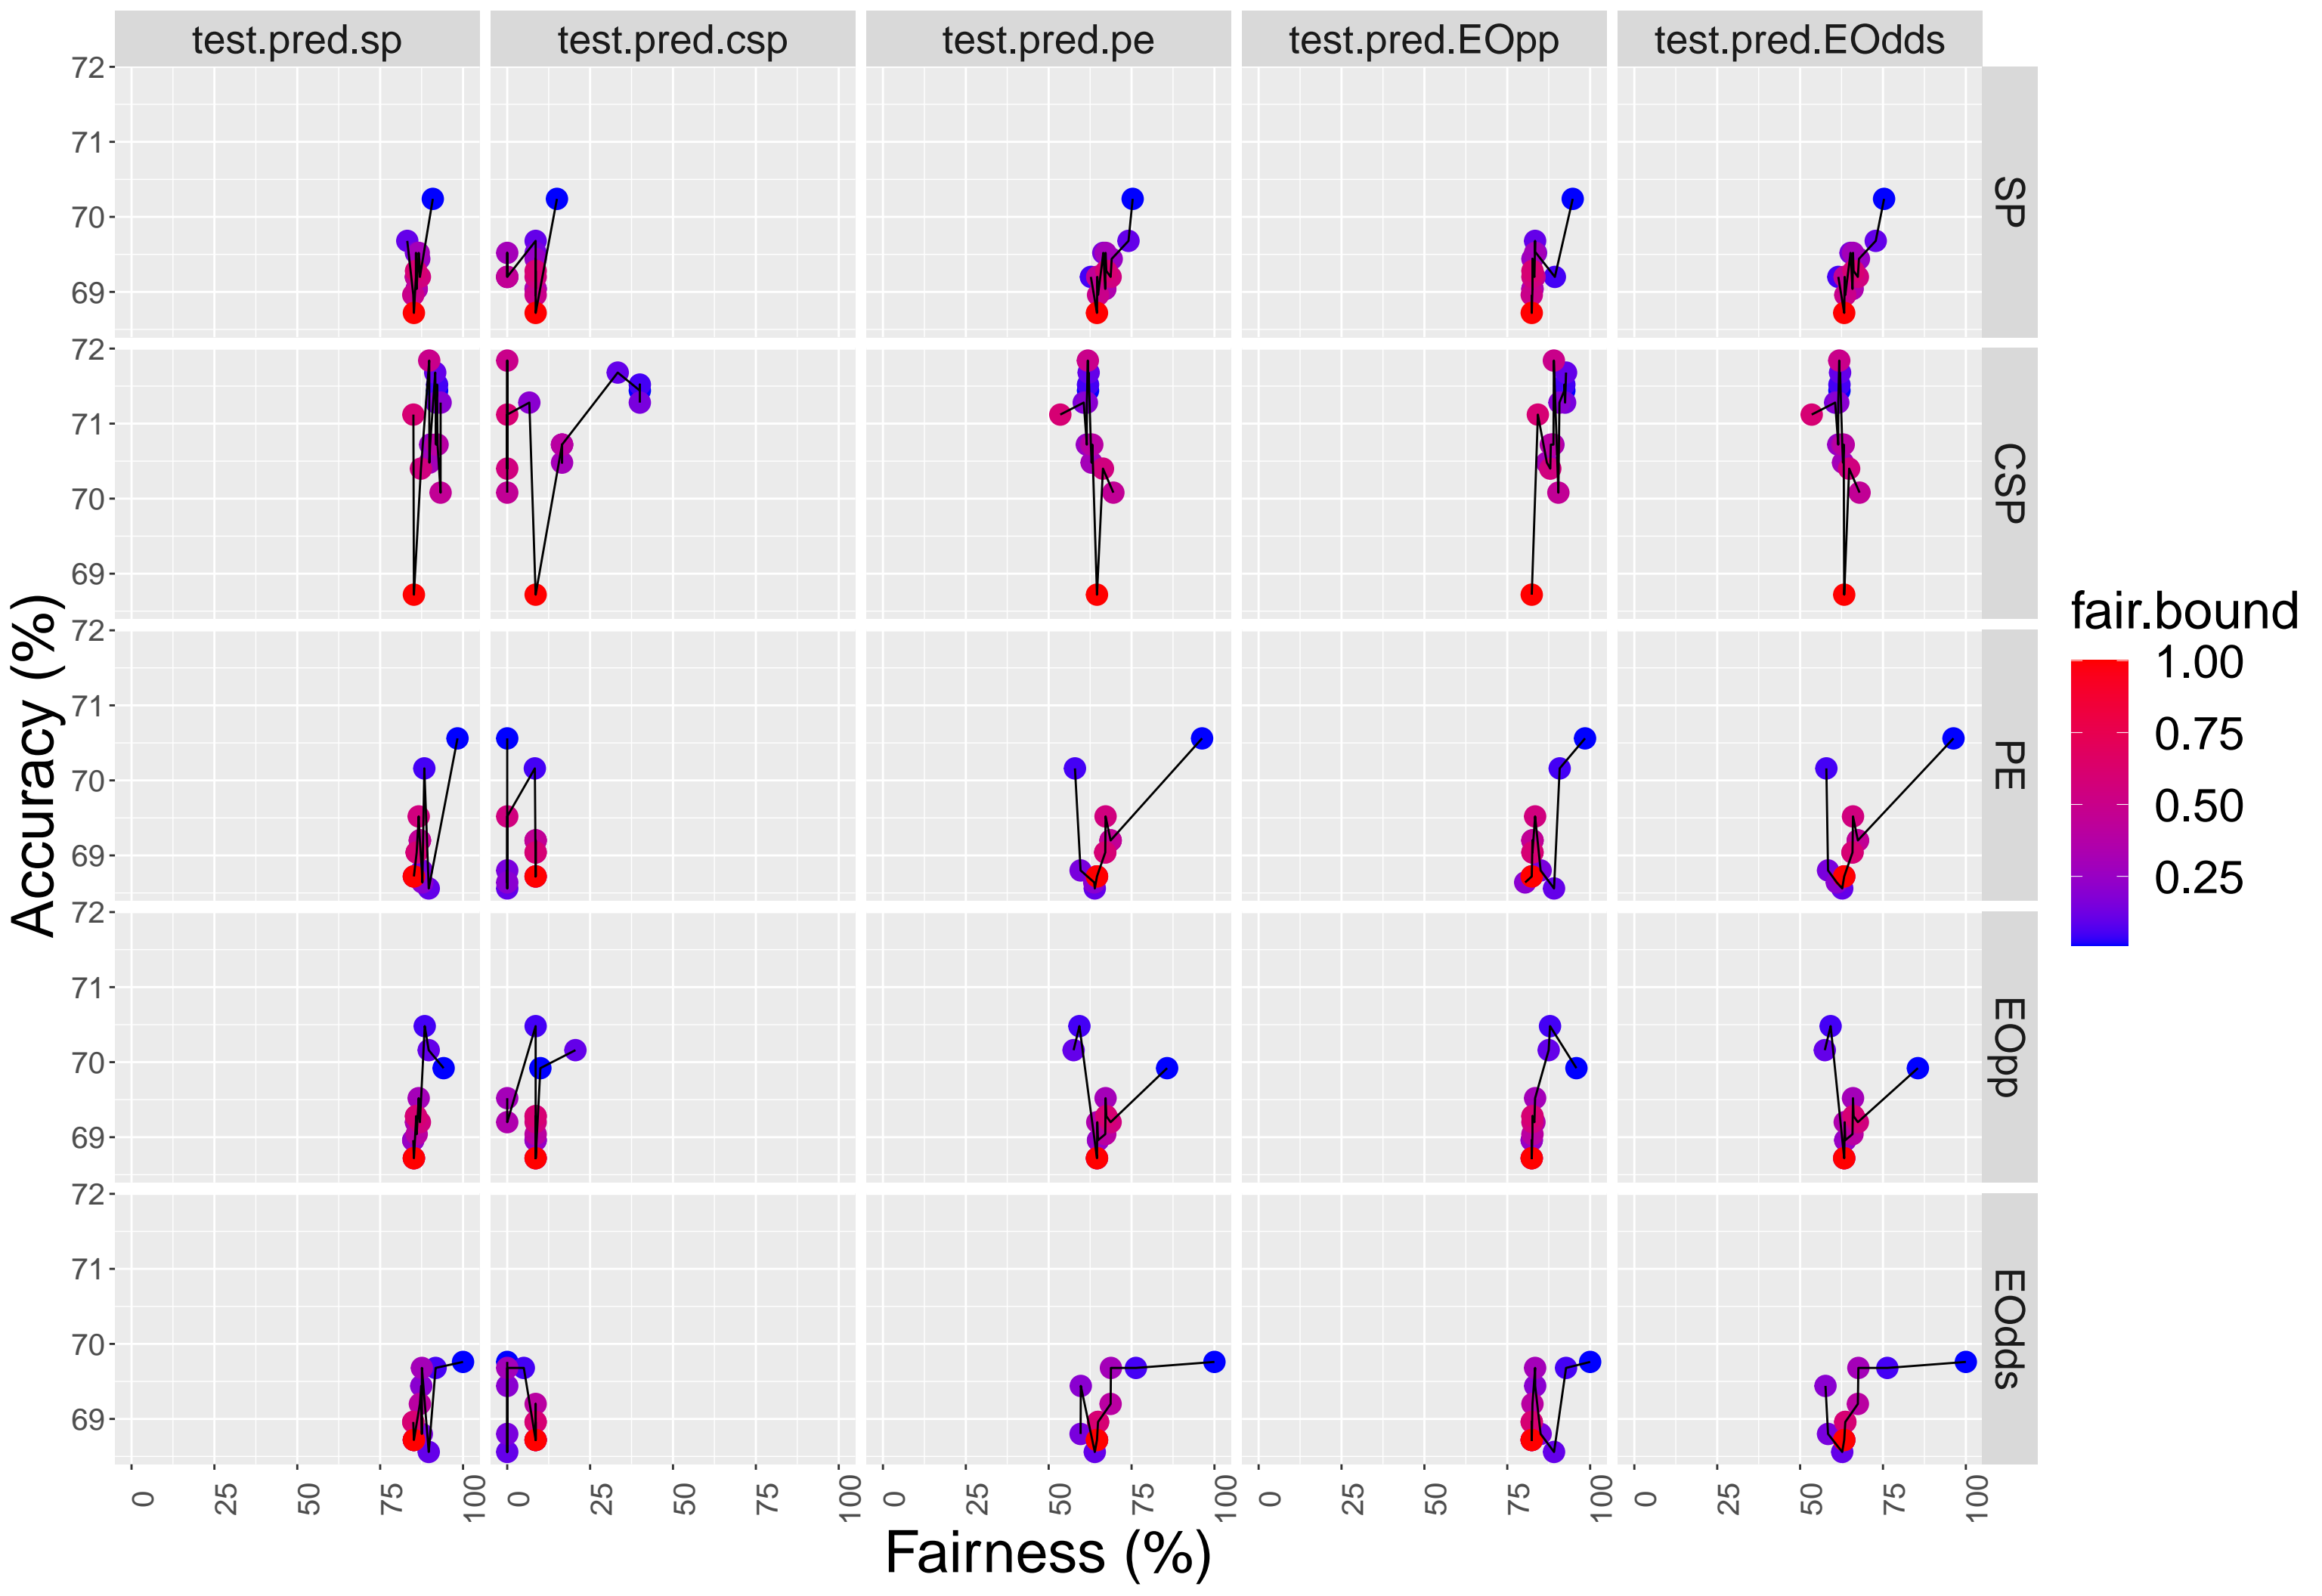 test.pred.sp test.pred.csp test.pred.pe test.pred.EOpp test.pred.EOdds
72
71
70
69
SP
72
71
70
69
CSP
72
71
70
69
PE
72
71
70
69
EOpp
72
71
70
69
EOdds
0 25 50 75 100 0 25 50 75 100 0 25 50 75 100 0 25 50 75 100 0 25 50 75 100
Accuracy (%)
Fairness (%)
fair.bound
1.00
0.75
0.50
0.25